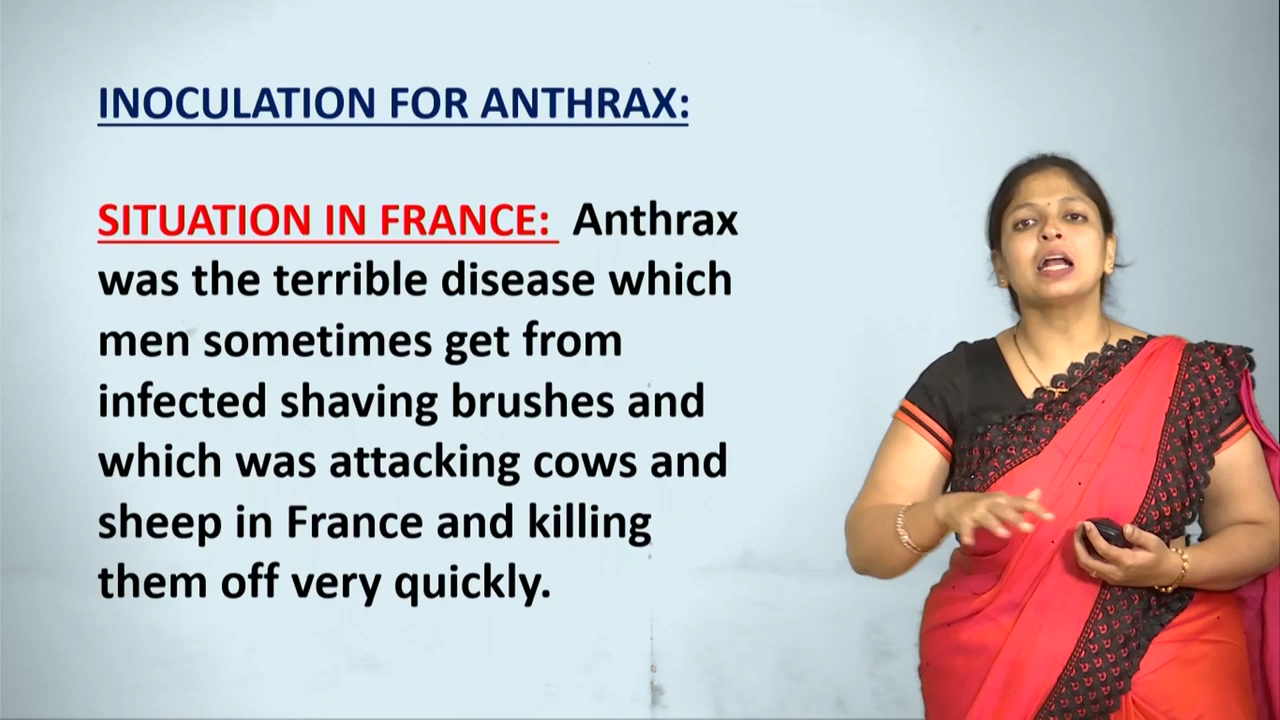 INOCULATION FOR ANTHRAX:
SITUATION IN FRANCE: Anthrax
was the terrible disease which
men sometimes get from
infected shaving brushes and
which was attacking cows and
sheep in France and killing
them off very quickly.